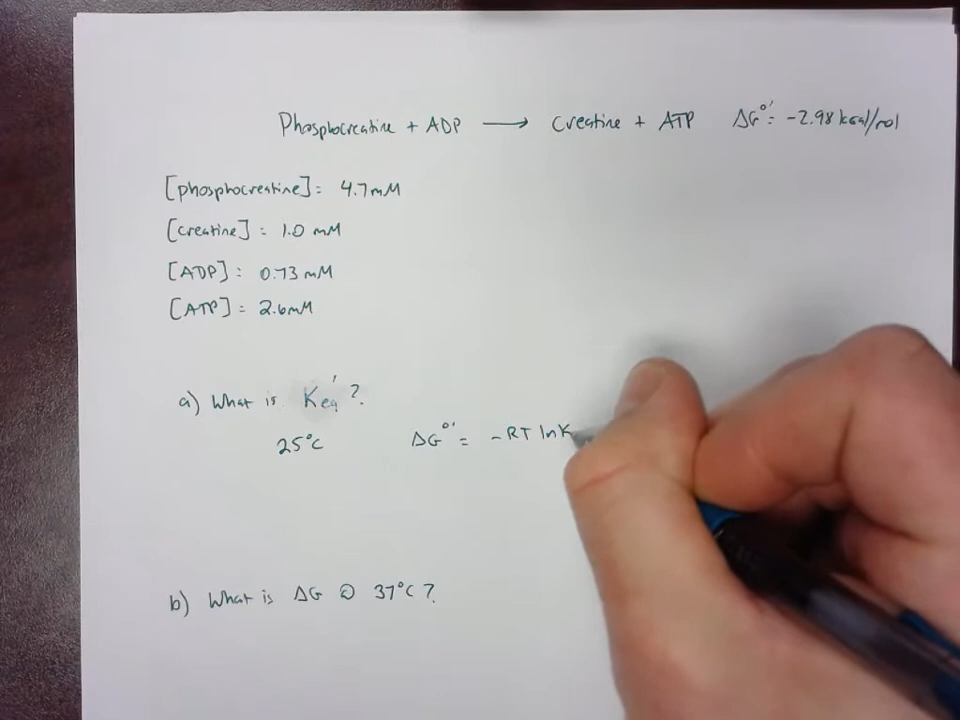 Phosphocreatine + ADP ⟶ Creatine + ATP ΔG°': -2.98 kcal/mol
[phosphocreatine]: 4.7mM
[creatine] : 1.0 mM
[ADP] : 0.73 mM
[ATP] : 2.6mM
a) What is Keq'?
25°C ΔG°' = -RT lnK
b) What is ΔG @ 37°C?